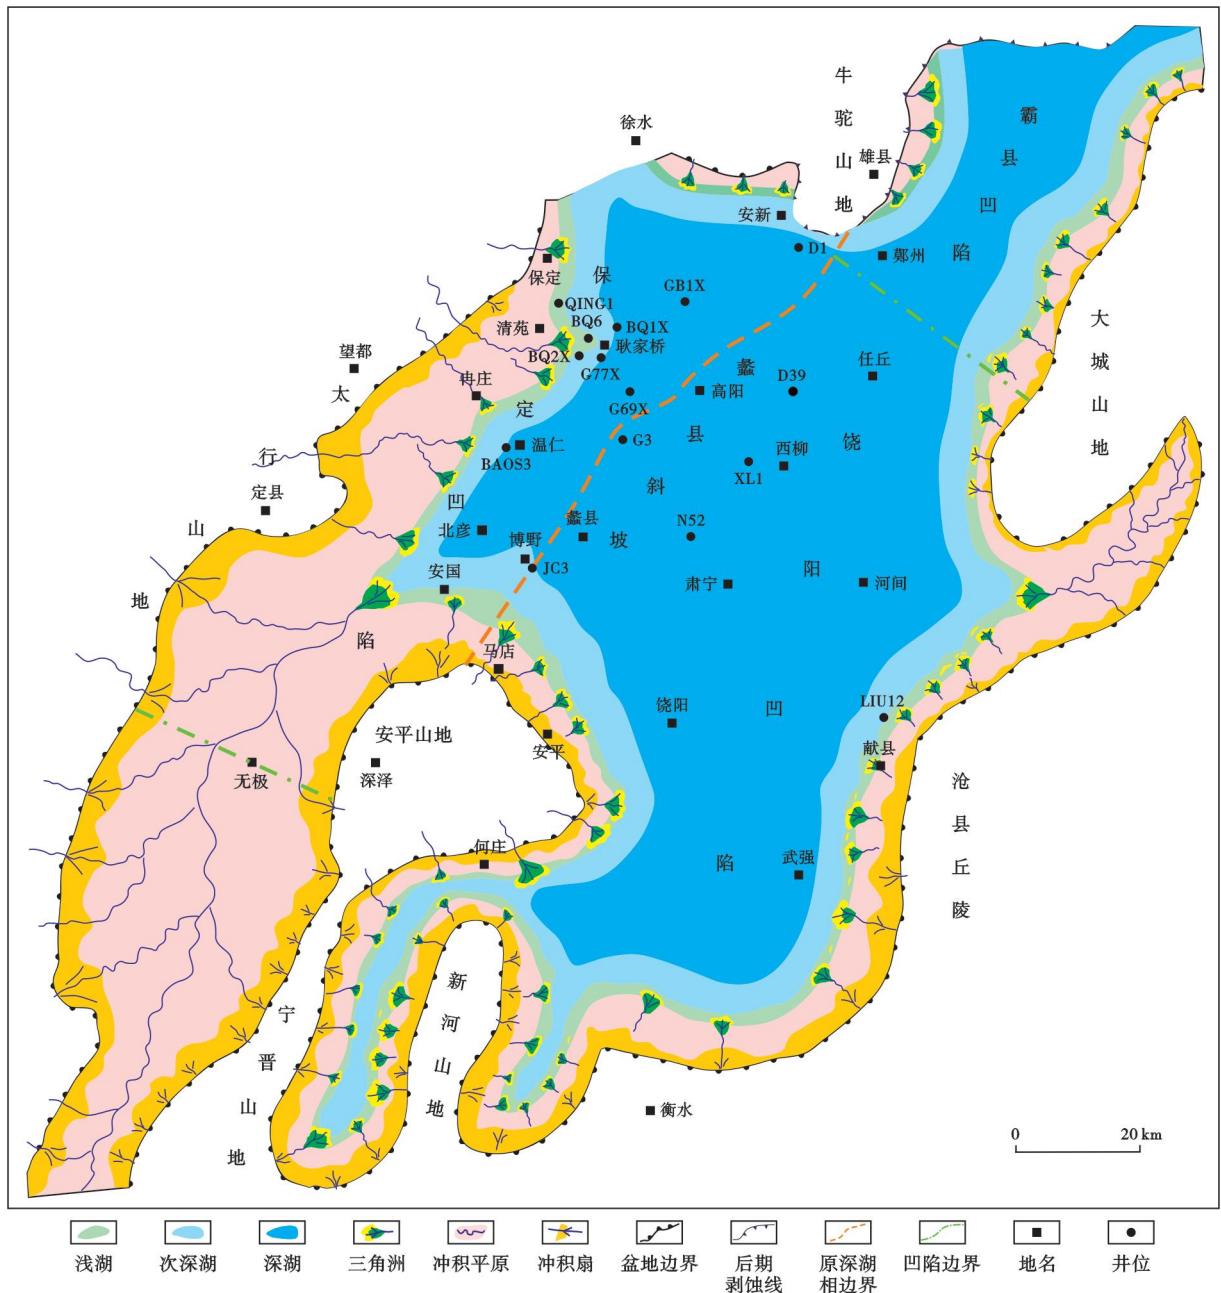 徐水
牛驼山地
雄县
霸县凹陷
安新
D1
鄚州
保定
保定凹陷
QING1
GB1X
BQ6
BQ1X
清苑
耿家桥
BQ2X
G77X
大城山地
望都
太行山地
冉庄
蠡县斜坡
高阳
D39
任丘
G69X
G3
饶阳凹陷
温仁
BAOS3
西柳
XL1
定县
北彦
蠡县
N52
博野
JC3
安国
肃宁
河间
马店
饶阳
LIU12
安平山地
安平
献县
无极
深泽
沧县丘陵
何庄
武强
新河山地
宁晋山地
衡水
0 20 km
浅湖
次深湖
深湖
三角洲
冲积平原
冲积扇
盆地边界
后期
剥蚀线
原深湖
相边界
凹陷边界
地名
井位